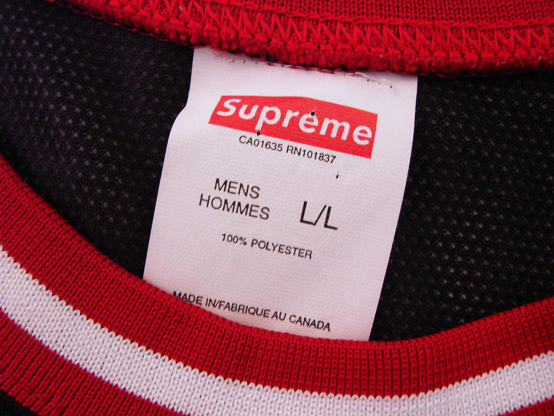 Supreme
CA01635 RN101837
MENS
HOMMES
L/L
100% POLYESTER
MADE IN/FABRIQUE AU CANADA